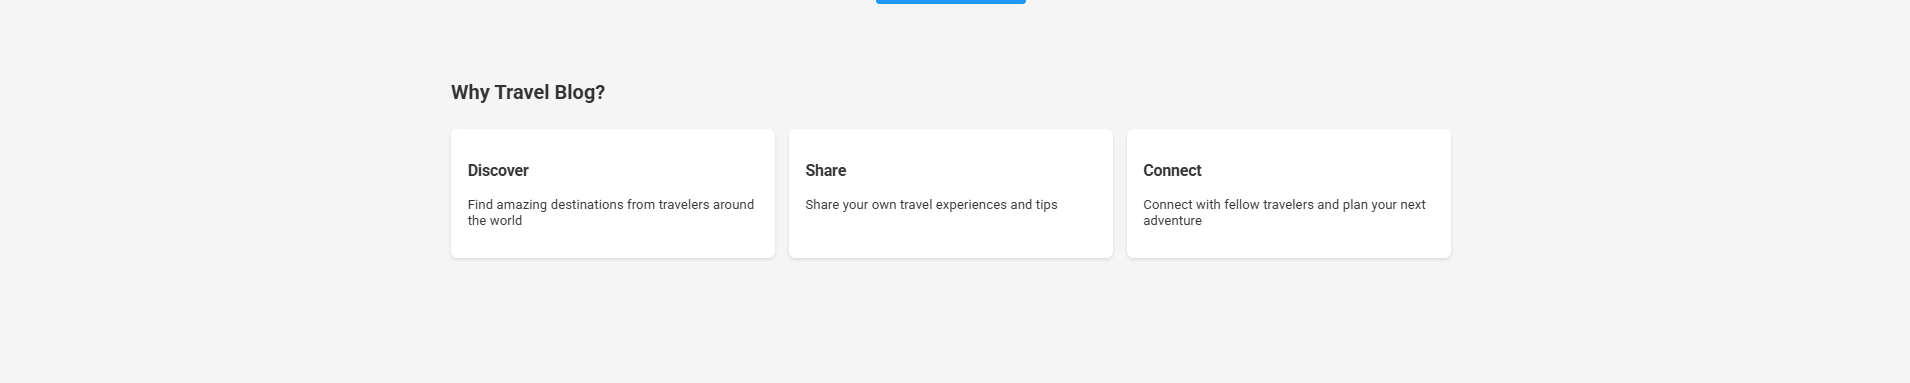 Why Travel Blog?
Discover
Find amazing destinations from travelers around
the world
Share
Share your own travel experiences and tips
Connect
Connect with fellow travelers and plan your next
adventure